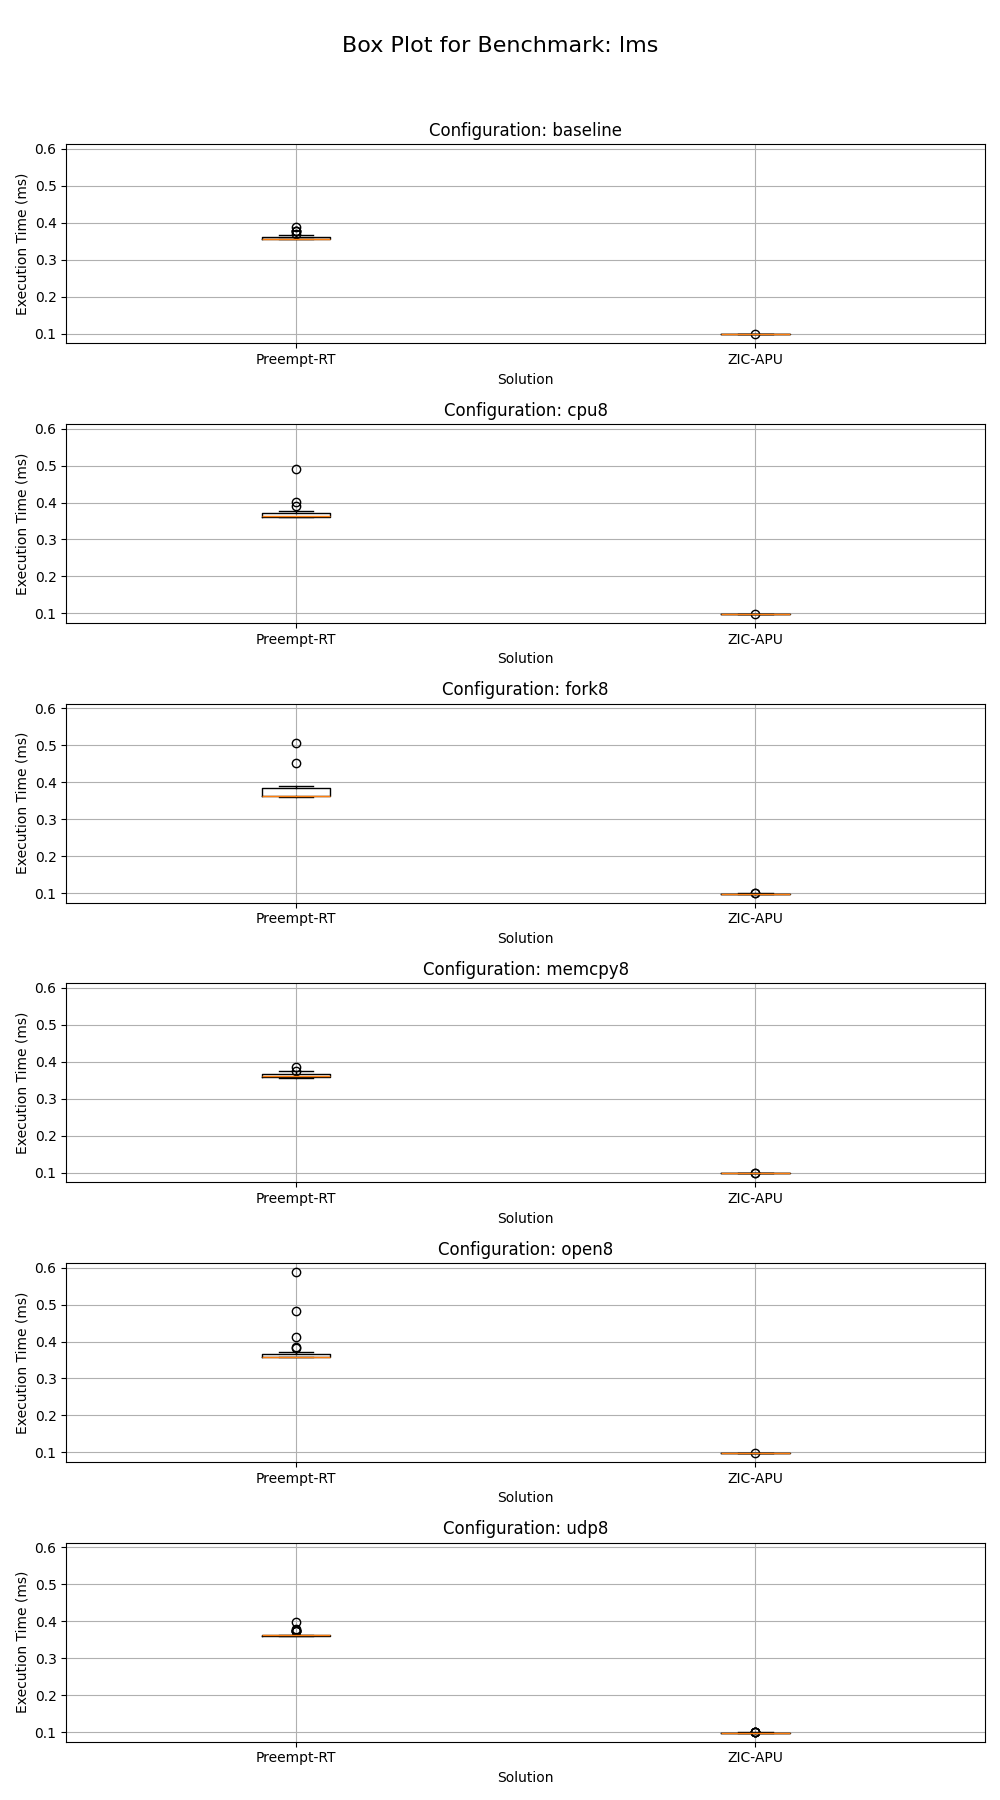 Box Plot for Benchmark: lms
Configuration: baseline
Execution Time (ms)
0.6
0.5
0.4
0.3
0.2
0.1
Preempt-RT
ZIC-APU
Solution
Configuration: cpu8
Execution Time (ms)
0.6
0.5
0.4
0.3
0.2
0.1
Preempt-RT
ZIC-APU
Solution
Configuration: fork8
Execution Time (ms)
0.6
0.5
0.4
0.3
0.2
0.1
Preempt-RT
ZIC-APU
Solution
Configuration: memcpy8
Execution Time (ms)
0.6
0.5
0.4
0.3
0.2
0.1
Preempt-RT
ZIC-APU
Solution
Configuration: open8
Execution Time (ms)
0.6
0.5
0.4
0.3
0.2
0.1
Preempt-RT
ZIC-APU
Solution
Configuration: udp8
Execution Time (ms)
0.6
0.5
0.4
0.3
0.2
0.1
Preempt-RT
ZIC-APU
Solution